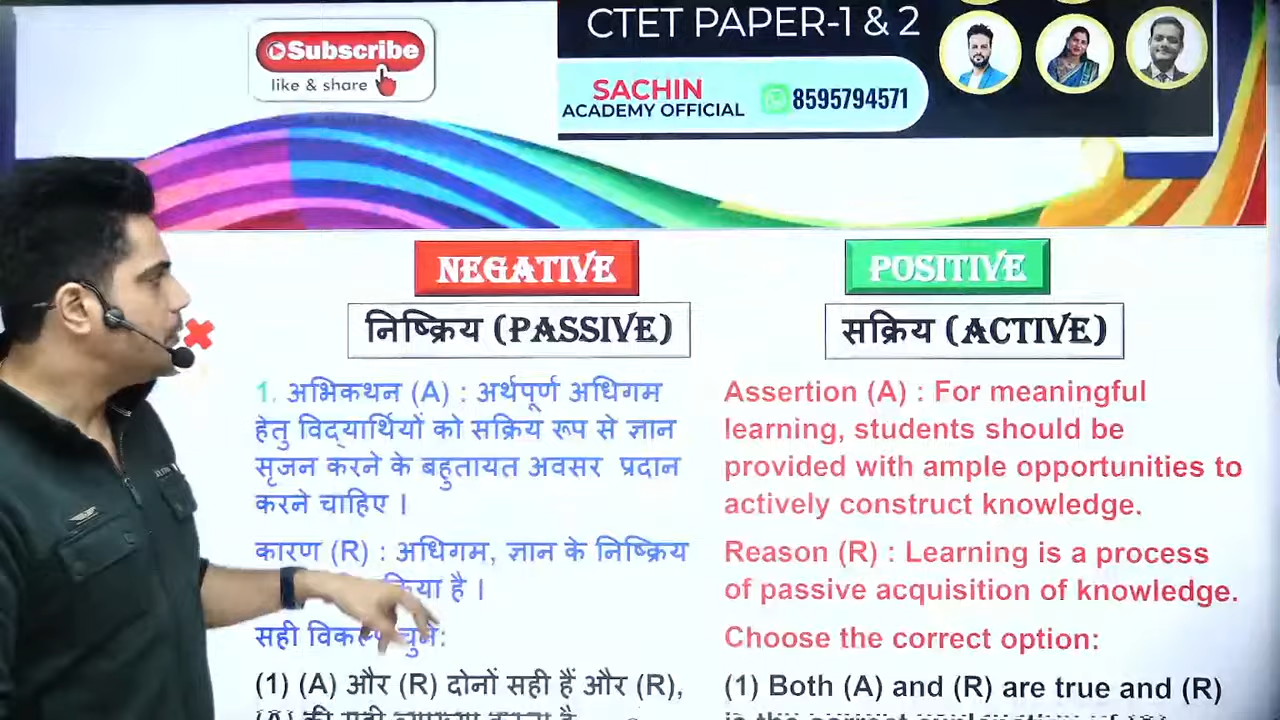 Subscribe
like & share
CTET PAPER-1 & 2
SACHIN
ACADEMY OFFICIAL
8595794571
NEGATIVE
POSITIVE
निष्क्रिय (PASSIVE)
सक्रिय (ACTIVE)
1. अभिकथन (A) : अर्थपूर्ण अधिगम
हेतु विद्यार्थियों को सक्रिय रूप से ज्ञान
सृजन करने के बहुतायत अवसर प्रदान
करने चाहिए ।
कारण (R) : अधिगम, ज्ञान के निष्क्रिय
है ।
सही विकल्प चुनें:
(1) (A) और (R) दोनों सही हैं और (R),
Assertion (A) : For meaningful
learning, students should be
provided with ample opportunities to
actively construct knowledge.
Reason (R) : Learning is a process
of passive acquisition of knowledge.
Choose the correct option:
(1) Both (A) and (R) are true and (R)